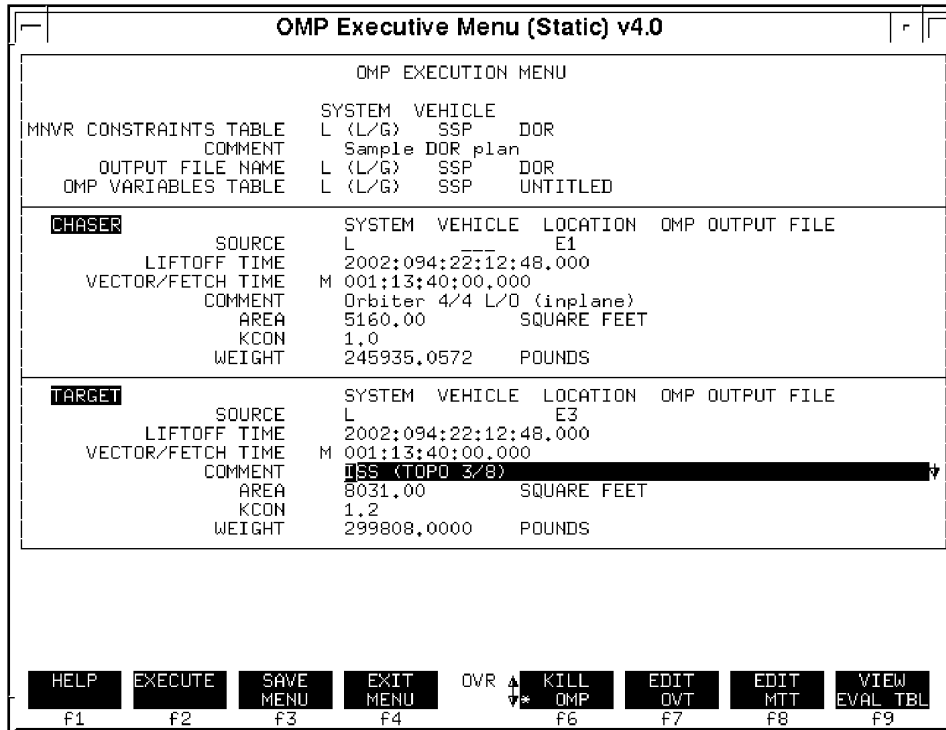 OMP Executive Menu (Static) v4.0
OMP EXECUTION MENU
SYSTEM VEHICLE
MNVR CONSTRAINTS TABLE L (L/G) SSP DOR
COMMENT Sample DOR plan
OUTPUT FILE NAME L (L/G) SSP DOR
OMP VARIABLES TABLE L (L/G) SSP UNTITLED
CHASER SYSTEM VEHICLE LOCATION OMP OUTPUT FILE
SOURCE L ___ E1
LIFTOFF TIME 2002:094:22:12:48.000
VECTOR/FETCH TIME M 001:13:40:00.000
COMMENT Orbiter 4/4 L/O (inplane)
AREA 5160.00 SQUARE FEET
KCON 1.0
WEIGHT 245935.0572 POUNDS
TARGET SYSTEM VEHICLE LOCATION OMP OUTPUT FILE
SOURCE L E3
LIFTOFF TIME 2002:094:22:12:48.000
VECTOR/FETCH TIME M 001:13:40:00.000
COMMENT ISS (TOPO 3/8)
AREA 8031.00 SQUARE FEET
KCON 1.2
WEIGHT 299808.0000 POUNDS
HELP EXECUTE SAVE EXIT OVR KILL EDIT EDIT VIEW
MENU MENU * OMP OVT MTT EVAL TBL
f1 f2 f3 f4 f6 f7 f8 f9